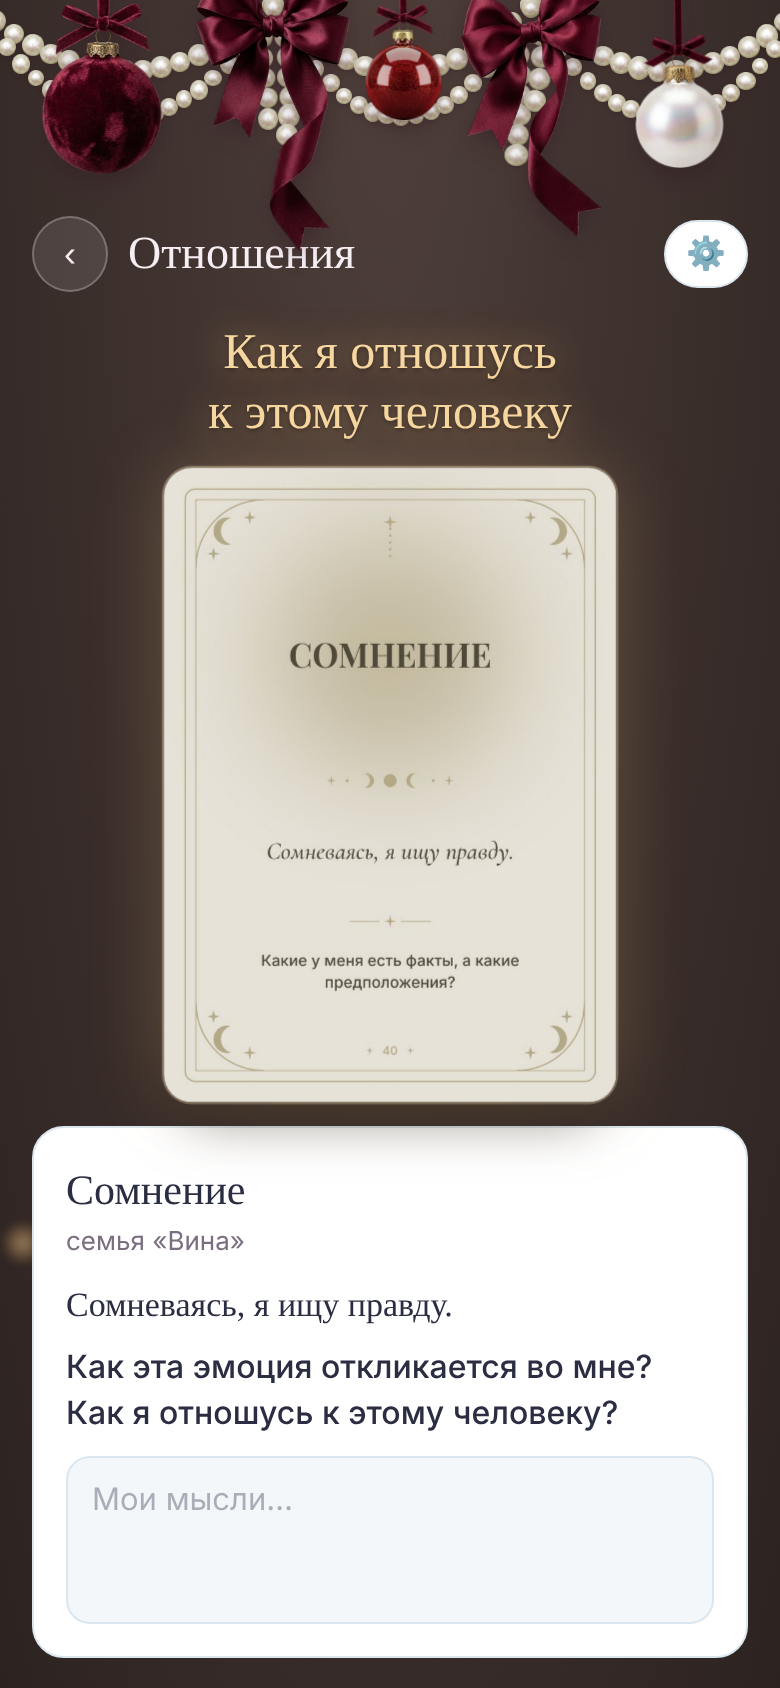 Отношения
Как я отношусь
к этому человеку
СОМНЕНИЕ
Сомневаясь, я ищу правду.
Какие у меня есть факты, а какие
предположения?
40
Сомнение
семья «Вина»
Сомневаясь, я ищу правду.
Как эта эмоция откликается во мне?
Как я отношусь к этому человеку?
Мои мысли...